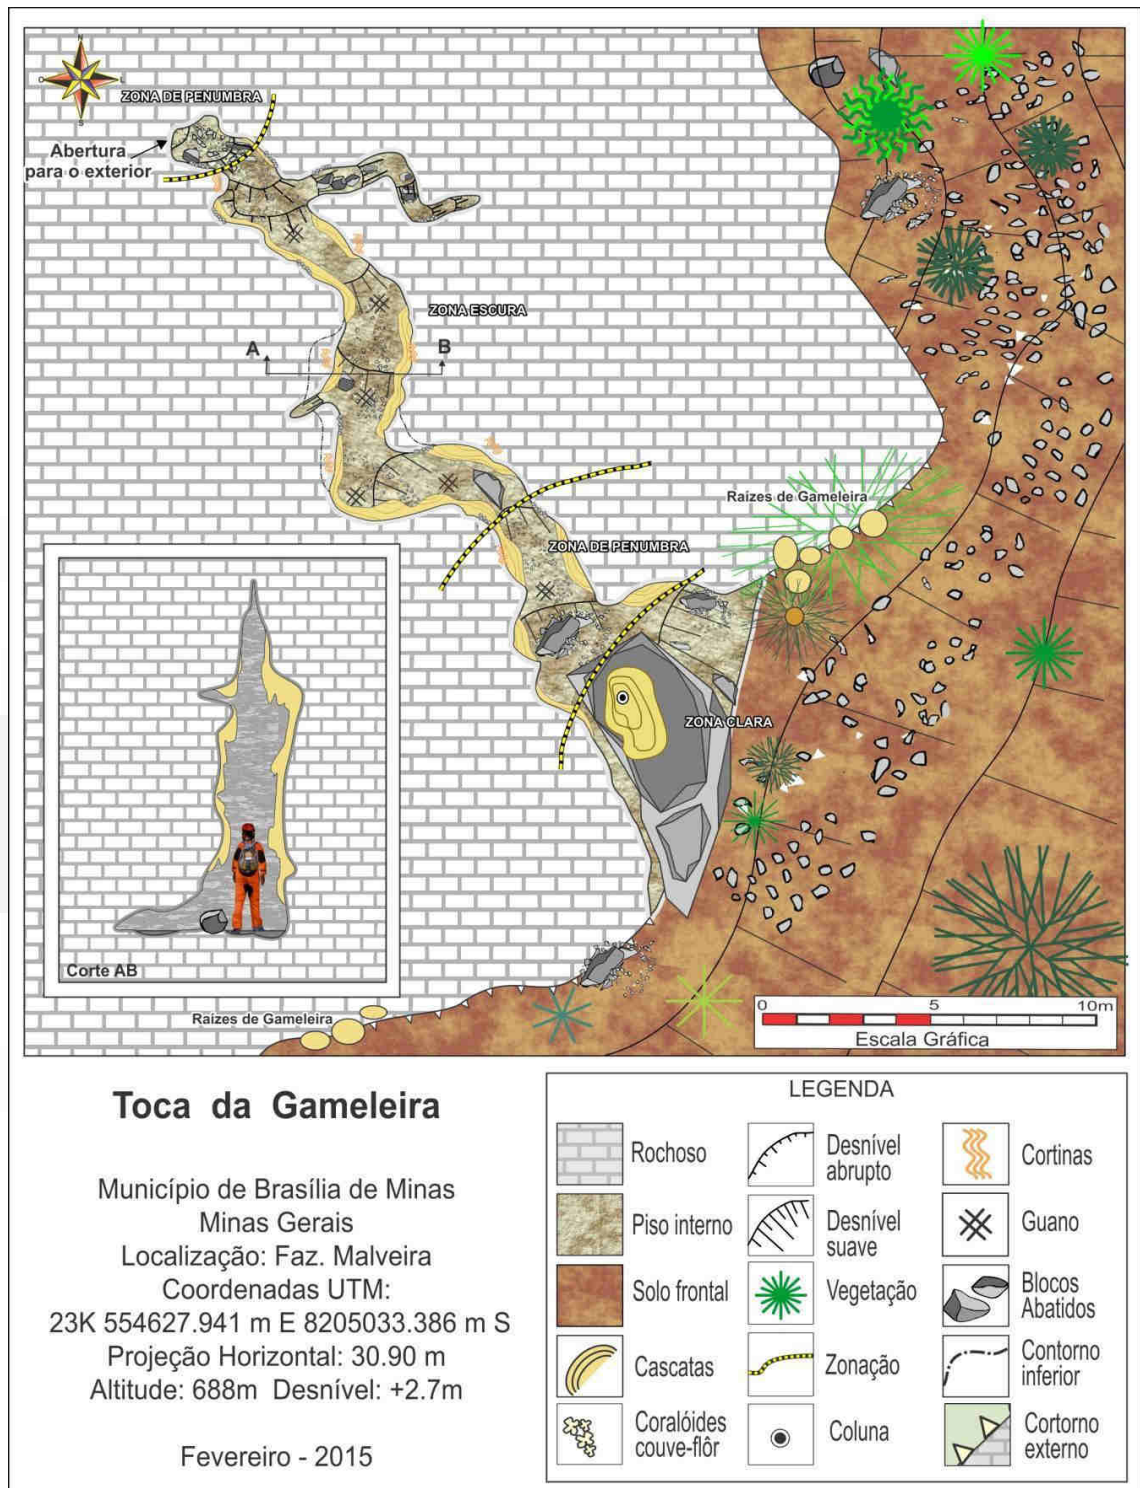 N
O
L
S
ZONA DE PENUMBRA
Abertura
para o exterior
ZONA ESCURA
A
B
Raízes de Gameleira
ZONA DE PENUMBRA
ZONA CLARA
Corte AB
Raízes de Gameleira
0 5 10m
Escala Gráfica
Toca da Gameleira
Município de Brasília de Minas
Minas Gerais
Localização: Faz. Malveira
Coordenadas UTM:
23K 554627.941 m E 8205033.386 m S
Projeção Horizontal: 30.90 m
Altitude: 688m Desnível: +2.7m
Fevereiro - 2015
LEGENDA
Rochoso
Piso interno
Solo frontal
Cascatas
Coralóides
couve-flôr
Desnível
abrupto
Desnível
suave
Vegetação
Zonação
Coluna
Cortinas
Guano
Blocos
Abatidos
Contorno
inferior
Cortorno
externo